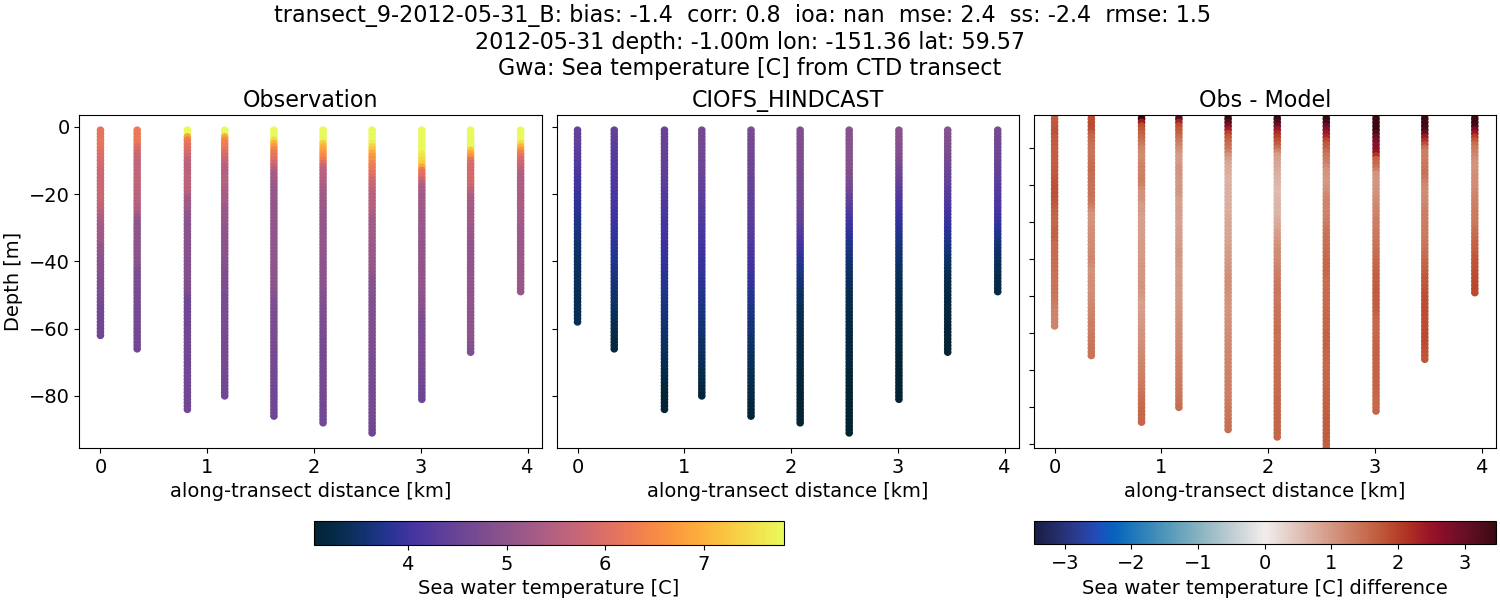 transect_9-2012-05-31_B: bias: -1.4  corr: 0.8  ioa: nan  mse: 2.4  ss: -2.4  rmse: 1.5
2012-05-31 depth: -1.00m lon: -151.36 lat: 59.57
Gwa: Sea temperature [C] from CTD transect
Observation
CIOFS_HINDCAST
Obs - Model
Depth [m]
0
−20
−40
−60
−80
0 1 2 3 4
0 1 2 3 4
0 1 2 3 4
along-transect distance [km]
along-transect distance [km]
along-transect distance [km]
4 5 6 7
Sea water temperature [C]
−3 −2 −1 0 1 2 3
Sea water temperature [C] difference